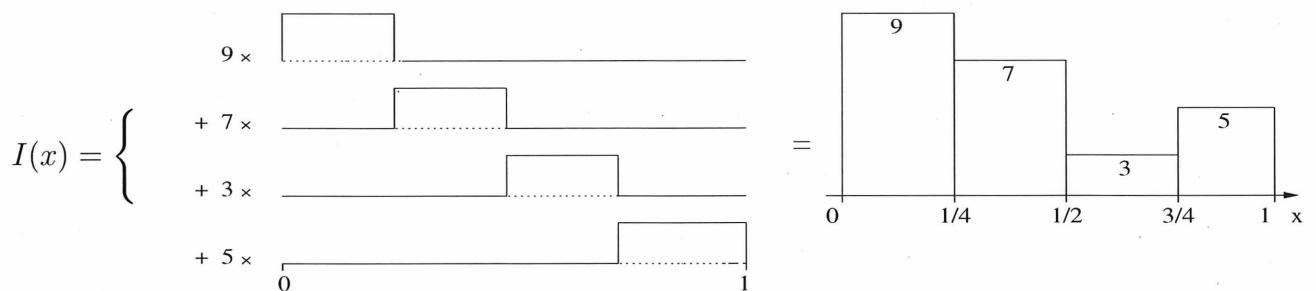 9 ×
+ 7 ×
I(x) = {
+ 3 ×
+ 5 ×
0 1
=
9
7
3
5
0 1/4 1/2 3/4 1 x